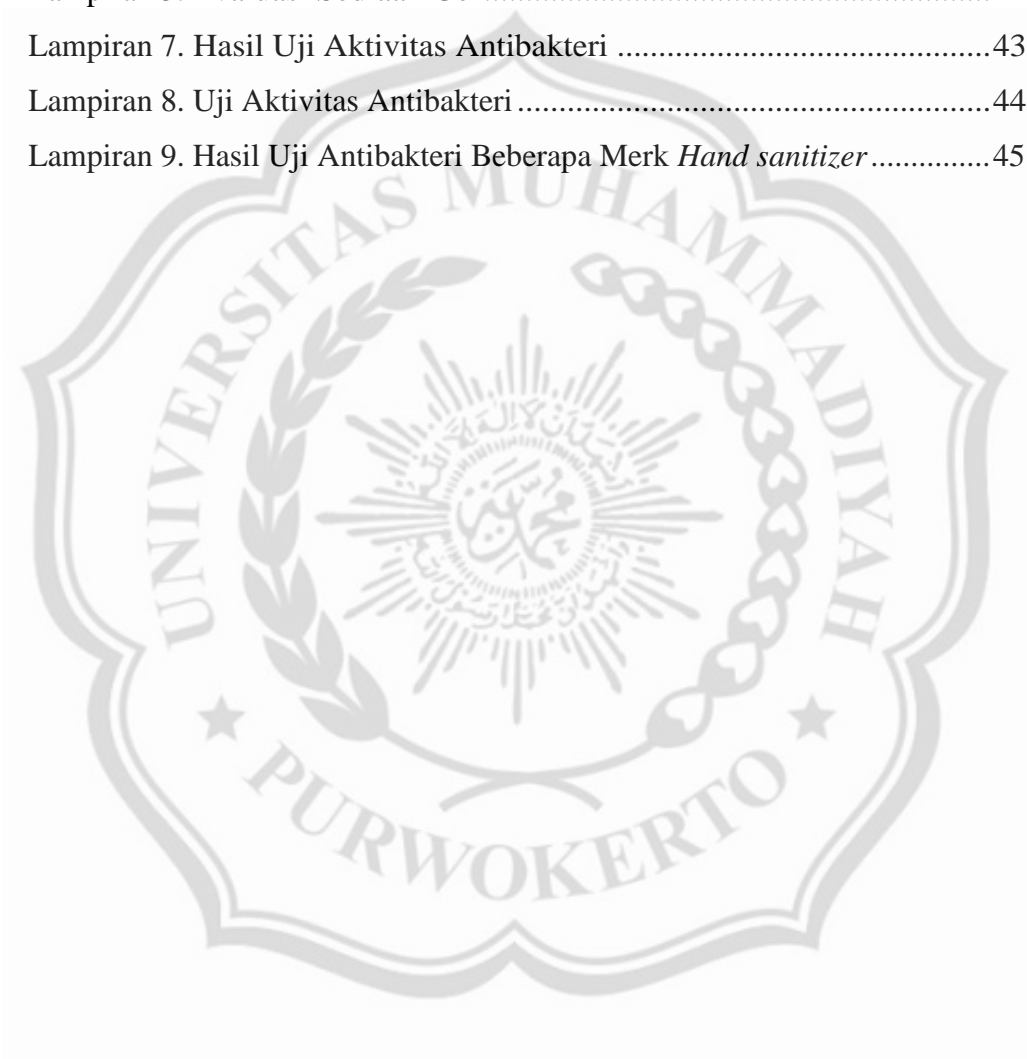 Lampiran 7. Hasil Uji Aktivitas Antibakteri ........................................43
Lampiran 8. Uji Aktivitas Antibakteri ...................................................44
Lampiran 9. Hasil Uji Antibakteri Beberapa Merk Hand sanitizer ..............45
UNIVERSITAS MUHAMMADIYAH
PURWOKERTO